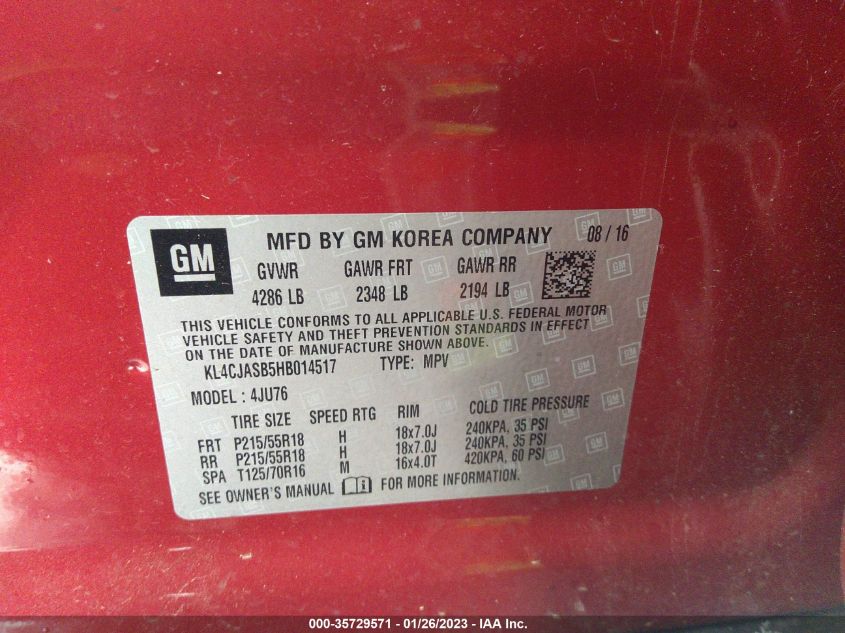 GM MFD BY GM KOREA COMPANY 08 / 16
GVWR GAWR FRT GAWR RR
4286 LB 2348 LB 2194 LB
THIS VEHICLE CONFORMS TO ALL APPLICABLE U.S. FEDERAL MOTOR
VEHICLE SAFETY AND THEFT PREVENTION STANDARDS IN EFFECT
ON THE DATE OF MANUFACTURE SHOWN ABOVE.
KL4CJASB5HB014517 TYPE: MPV
MODEL : 4JU76
TIRE SIZE SPEED RTG RIM COLD TIRE PRESSURE
FRT P215/55R18 H 18x7.0J 240KPA, 35 PSI
RR P215/55R18 H 18x7.0J 240KPA, 35 PSI
SPA T125/70R16 M 16x4.0T 420KPA, 60 PSI
SEE OWNER'S MANUAL FOR MORE INFORMATION.
000-35729571 - 01/26/2023 - IAA Inc.